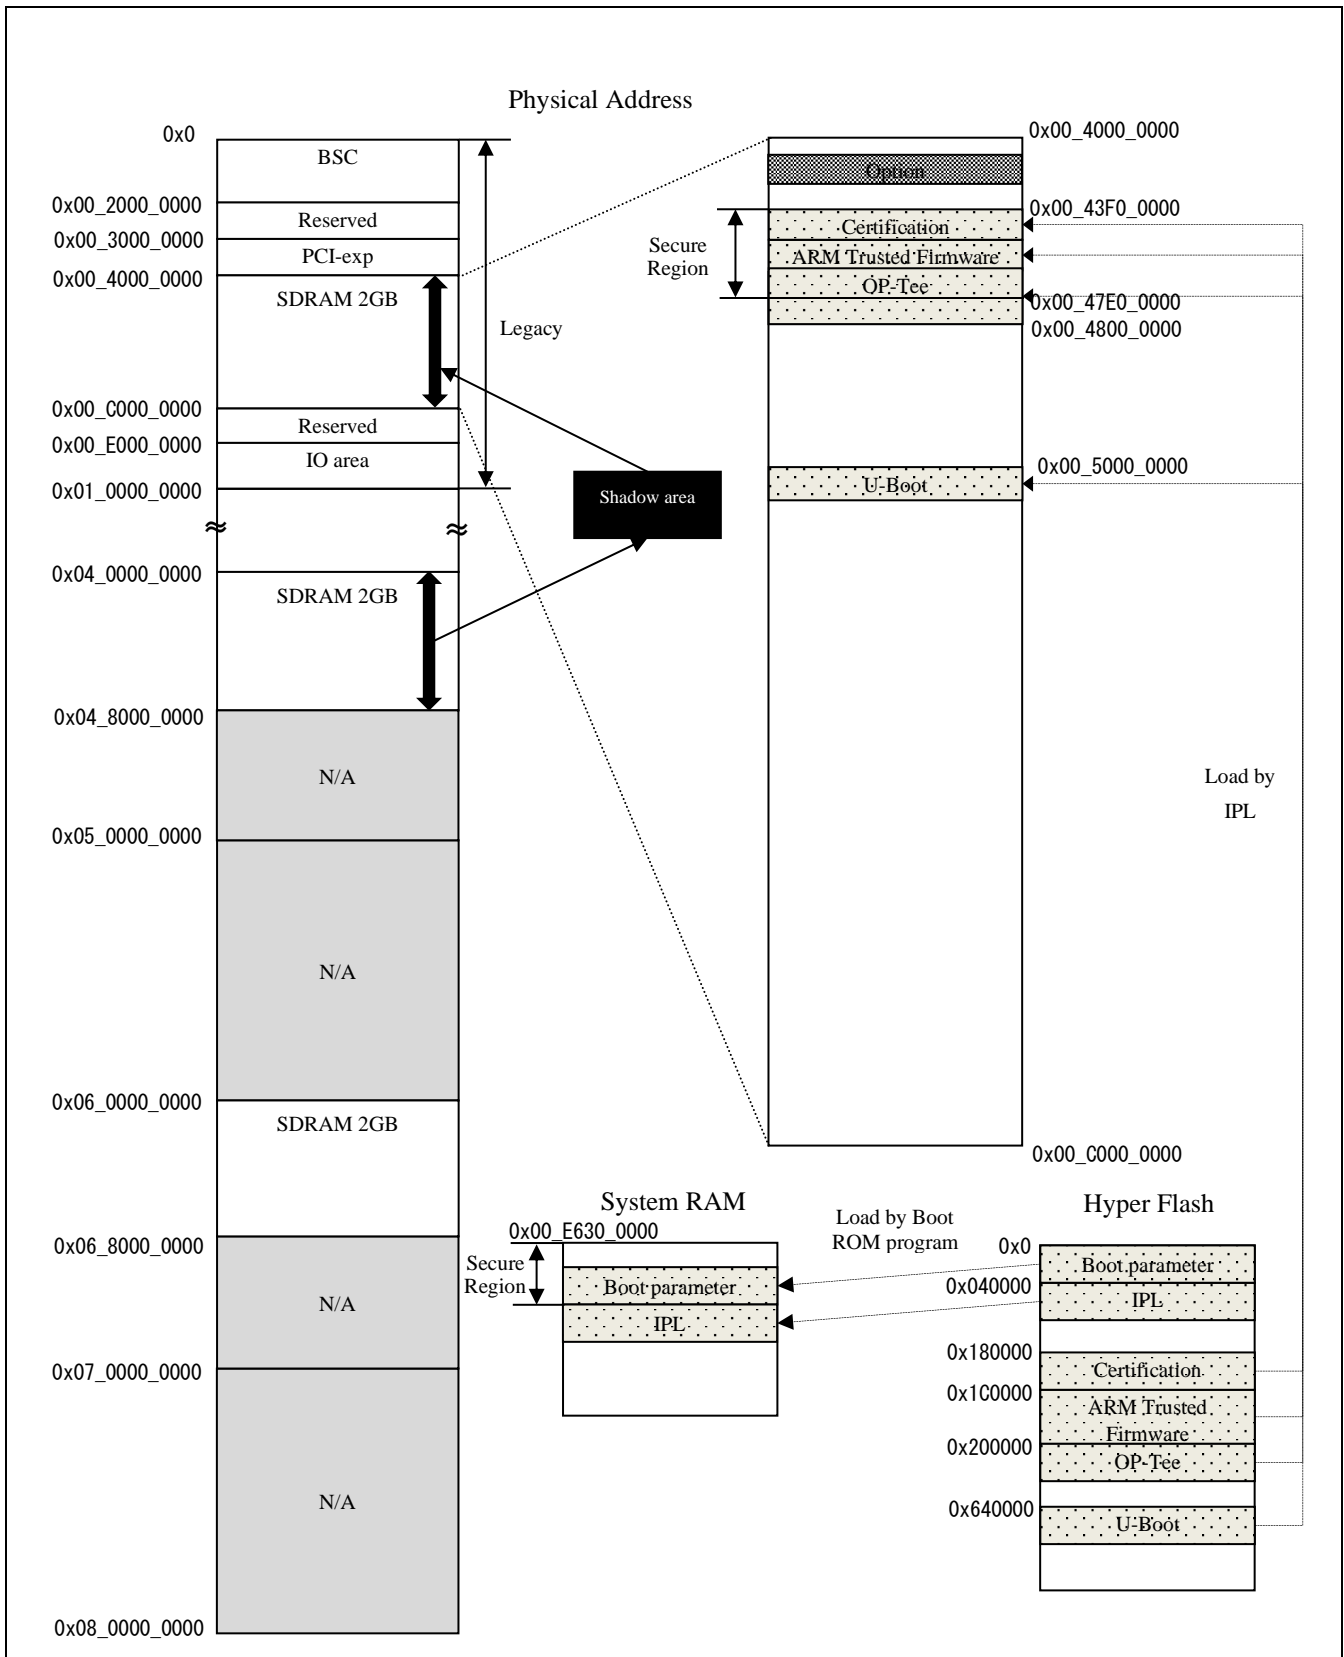 Physical Address
0x0
BSC
0x00_2000_0000
Reserved
0x00_3000_0000
PCI-exp
0x00_4000_0000
SDRAM 2GB
Legacy
0x00_C000_0000
Reserved
0x00_E000_0000
IO area
0x01_0000_0000
≈
≈
0x04_0000_0000
SDRAM 2GB
0x04_8000_0000
N/A
0x05_0000_0000
N/A
0x06_0000_0000
SDRAM 2GB
0x06_8000_0000
N/A
0x07_0000_0000
N/A
0x08_0000_0000
Shadow area
0x00_4000_0000
Option
0x00_43F0_0000
Secure
Region
Certification
ARM Trusted Firmware
OP-Tee
0x00_47E0_0000
0x00_4800_0000
0x00_5000_0000
U-Boot
Load by
IPL
0x00_C000_0000
System RAM
0x00_E630_0000
Secure
Region
Boot parameter
IPL
Load by Boot
ROM program
Hyper Flash
0x0
Boot parameter
0x040000
IPL
0x180000
Certification
0x1C0000
ARM Trusted
Firmware
0x200000
OP-Tee
0x640000
U-Boot